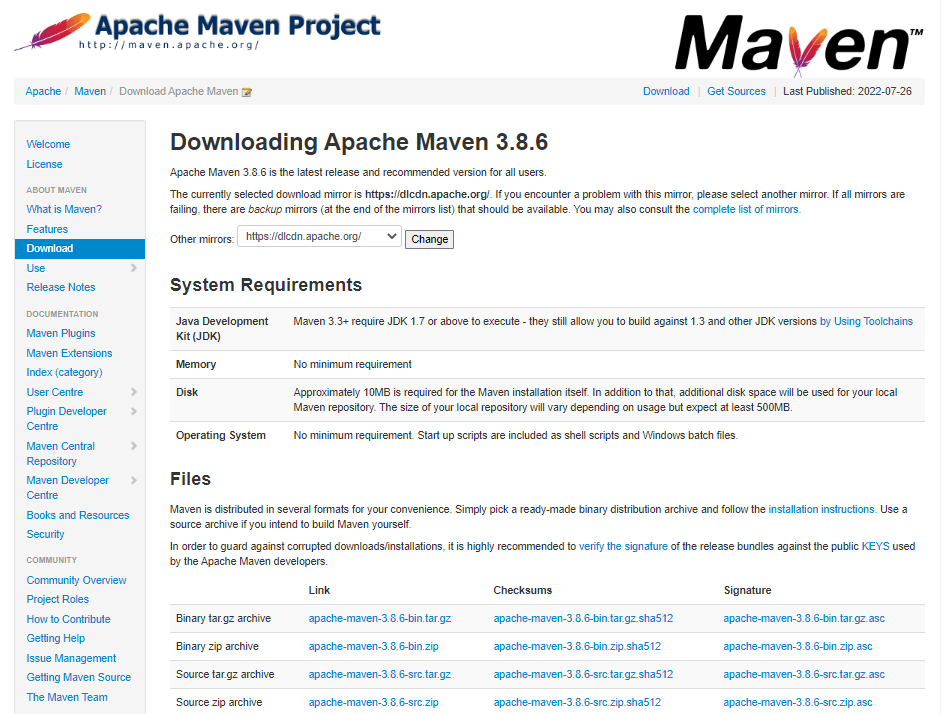 Apache Maven Project
http://maven.apache.org/
Maven™
Apache / Maven / Download Apache Maven
Download | Get Sources | Last Published: 2022-07-26
Welcome
License
ABOUT MAVEN
What is Maven?
Features
Download
Use
Release Notes
DOCUMENTATION
Maven Plugins
Maven Extensions
Index (category)
User Centre
Plugin Developer
Centre
Maven Central
Repository
Maven Developer
Centre
Books and Resources
Security
COMMUNITY
Community Overview
Project Roles
How to Contribute
Getting Help
Issue Management
Getting Maven Source
The Maven Team
Downloading Apache Maven 3.8.6
Apache Maven 3.8.6 is the latest release and recommended version for all users.
The currently selected download mirror is https://dlcdn.apache.org/. If you encounter a problem with this mirror, please select another mirror. If all mirrors are
failing, there are backup mirrors (at the end of the mirrors list) that should be available. You may also consult the complete list of mirrors.
Other mirrors: https://dlcdn.apache.org/ Change
System Requirements
Java Development
Kit (JDK)
Maven 3.3+ require JDK 1.7 or above to execute - they still allow you to build against 1.3 and other JDK versions by Using Toolchains
Memory No minimum requirement
Disk Approximately 10MB is required for the Maven installation itself. In addition to that, additional disk space will be used for your local
Maven repository. The size of your local repository will vary depending on usage but expect at least 500MB.
Operating System No minimum requirement. Start up scripts are included as shell scripts and Windows batch files.
Files
Maven is distributed in several formats for your convenience. Simply pick a ready-made binary distribution archive and follow the installation instructions. Use a
source archive if you intend to build Maven yourself.
In order to guard against corrupted downloads/installations, it is highly recommended to verify the signature of the release bundles against the public KEYS used
by the Apache Maven developers.
Link Checksums Signature
Binary tar.gz archive apache-maven-3.8.6-bin.tar.gz apache-maven-3.8.6-bin.tar.gz.sha512 apache-maven-3.8.6-bin.tar.gz.asc
Binary zip archive apache-maven-3.8.6-bin.zip apache-maven-3.8.6-bin.zip.sha512 apache-maven-3.8.6-bin.zip.asc
Source tar.gz archive apache-maven-3.8.6-src.tar.gz apache-maven-3.8.6-src.tar.gz.sha512 apache-maven-3.8.6-src.tar.gz.asc
Source zip archive apache-maven-3.8.6-src.zip apache-maven-3.8.6-src.zip.sha512 apache-maven-3.8.6-src.zip.asc